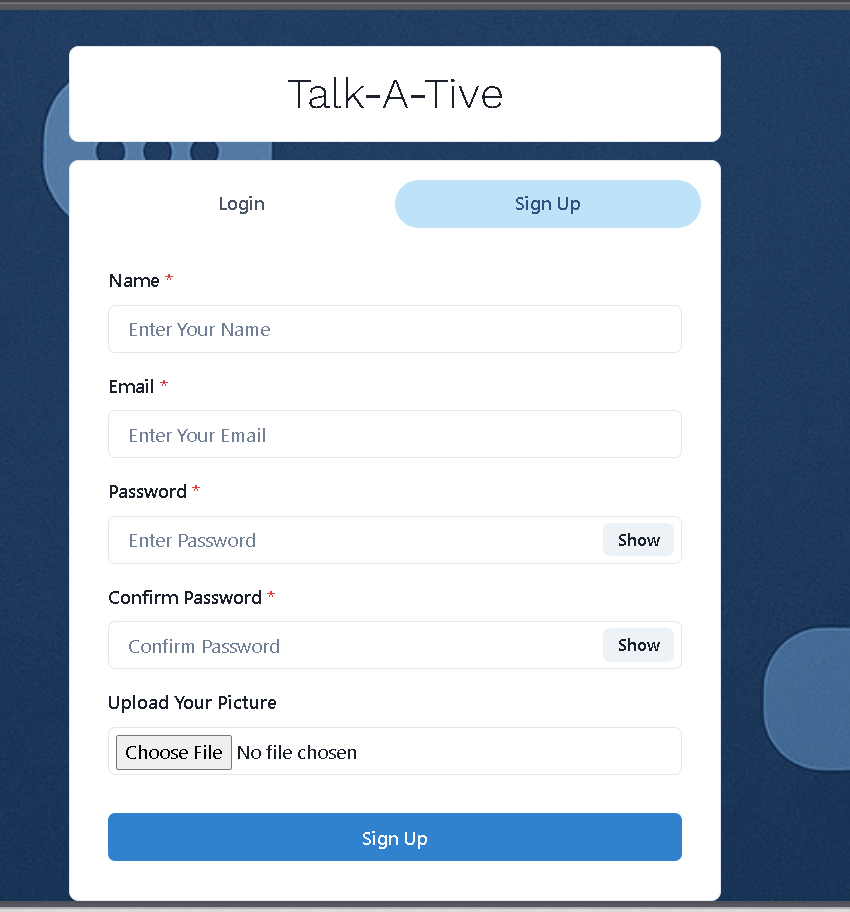 Talk-A-Tive
Login
Sign Up
Name *
Enter Your Name
Email *
Enter Your Email
Password *
Enter Password
Show
Confirm Password *
Confirm Password
Show
Upload Your Picture
Choose File No file chosen
Sign Up